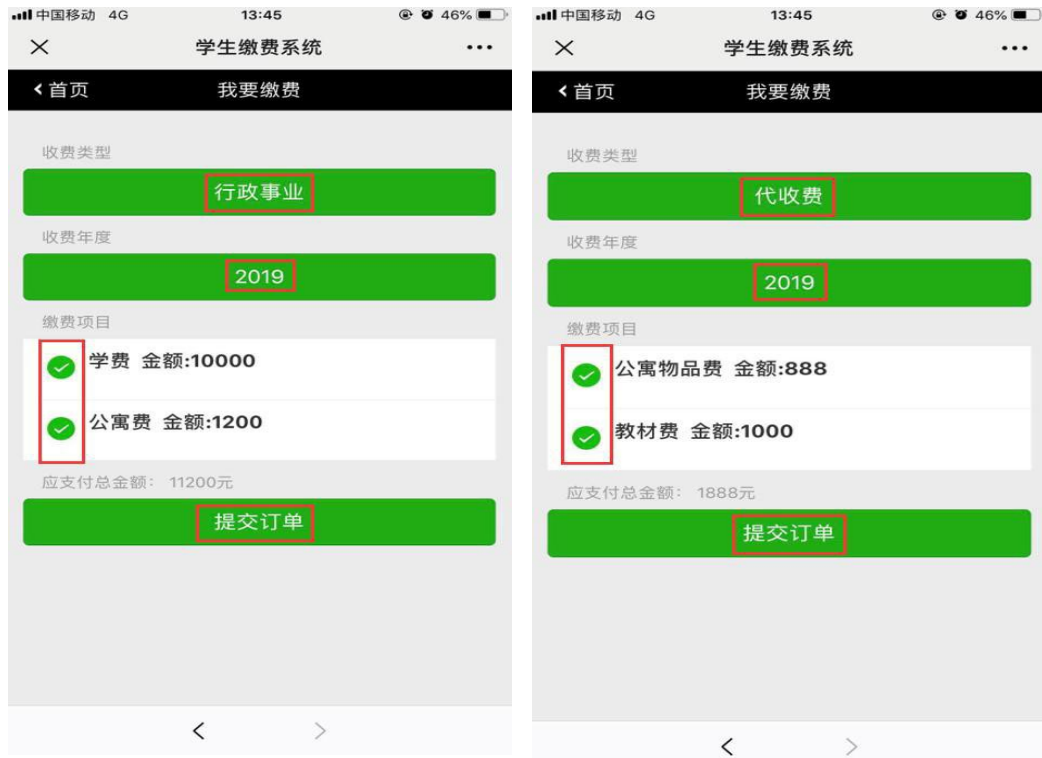 中国移动 4G 13:45 46%
学生缴费系统
首页 我要缴费
收费类型
行政事业
收费年度
2019
缴费项目
学费 金额:10000
公寓费 金额:1200
应支付总金额: 11200元
提交订单
中国移动 4G 13:45 46%
学生缴费系统
首页 我要缴费
收费类型
代收费
收费年度
2019
缴费项目
公寓物品费 金额:888
教材费 金额:1000
应支付总金额: 1888元
提交订单